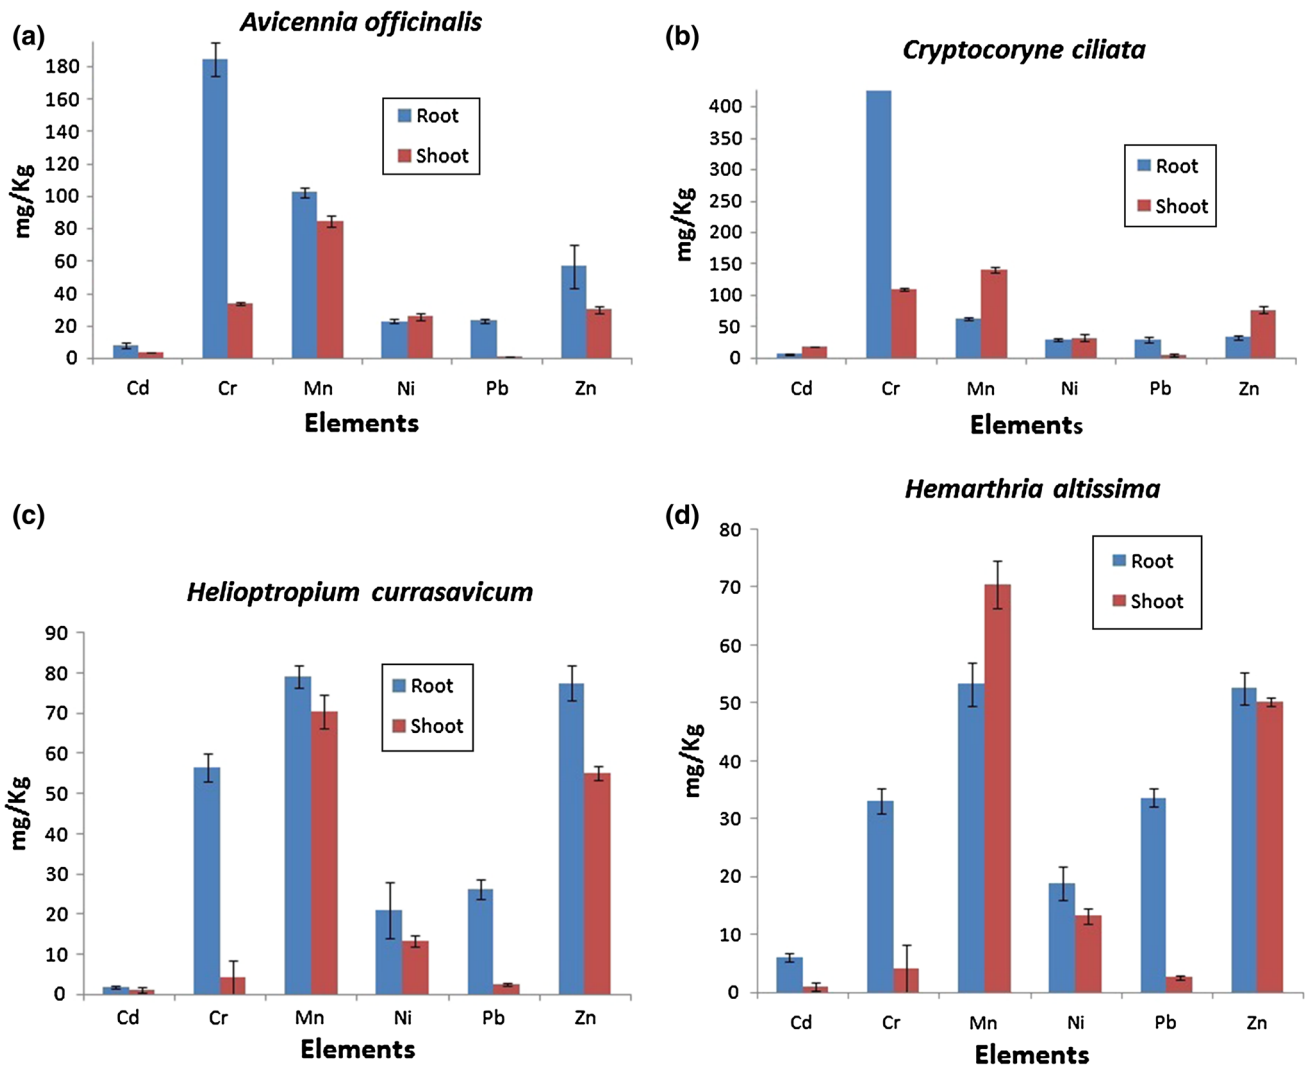 (a)
Avicennia officinalis
180
160
140
120
100
80
60
40
20
0
mg/Kg
Root
Shoot
Cd Cr Mn Ni Pb Zn
Elements
(b)
Cryptocoryne ciliata
400
350
300
250
200
150
100
50
0
mg/Kg
Root
Shoot
Cd Cr Mn Ni Pb Zn
Elements
(c)
Helioptropium currasavicum
90
80
70
60
50
40
30
20
10
0
mg/Kg
Root
Shoot
Cd Cr Mn Ni Pb Zn
Elements
(d)
Hemarthria altissima
80
70
60
50
40
30
20
10
0
mg/Kg
Root
Shoot
Cd Cr Mn Ni Pb Zn
Elements